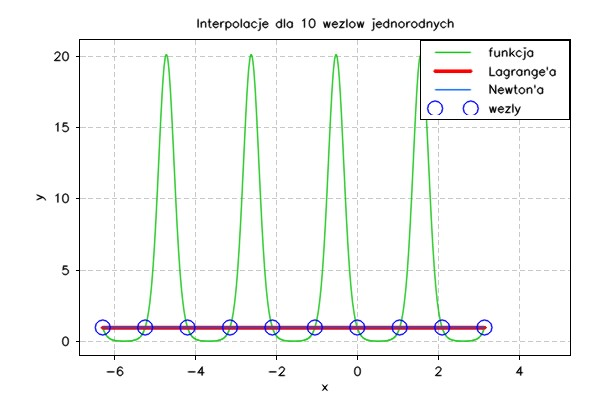 Interpolacje dla 10 wezlow jednorodnych
funkcja
Lagrange'a
Newton'a
wezly
20
15
10
5
0
y
−6 −4 −2 0 2 4
x